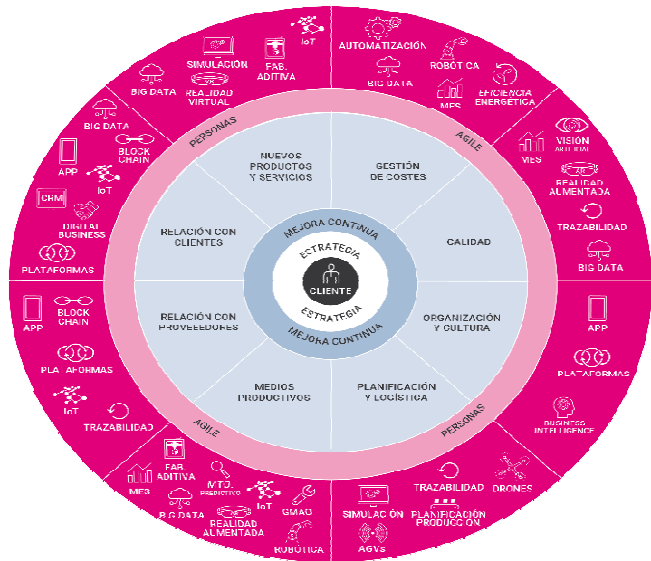 IoT
SIMULACIÓN
FAB.
ADITIVA
BIG DATA
REALIDAD
VIRTUAL
AUTOMATIZACIÓN
ROBÓTICA
BIG DATA
MES
EFICIENCIA
ENERGÉTICA
BIG DATA
BLOCK
CHAIN
APP
IoT
CRM
DIGITAL
BUSINESS
PLATAFORMAS
MES
VISIÓN
ARTIFICIAL
REALIDAD
AUMENTADA
TRAZABILIDAD
BIG DATA
PERSONAS
AGILE
NUEVOS
PRODUCTOS
Y SERVICIOS
GESTIÓN
DE COSTES
RELACIÓN CON
CLIENTES
CALIDAD
MEJORA CONTINUA
ESTRATEGIA
CLIENTE
ESTRATEGIA
MEJORA CONTINUA
RELACIÓN CON
PROVEEDORES
ORGANIZACIÓN
Y CULTURA
MEDIOS
PRODUCTIVOS
PLANIFICACIÓN
Y LOGÍSTICA
AGILE
PERSONAS
APP
BLOCK
CHAIN
PLATAFORMAS
IoT
TRAZABILIDAD
APP
PLATAFORMAS
BUSINESS
INTELLIGENCE
FAB.
ADITIVA
MES
MTO.
PREDICTIVO
BIG DATA
IoT
GMAO
REALIDAD
AUMENTADA
ROBÓTICA
TRAZABILIDAD
DRONES
SIMULACIÓN
PLANIFICACIÓN
PRODUCCIÓN
AGVs